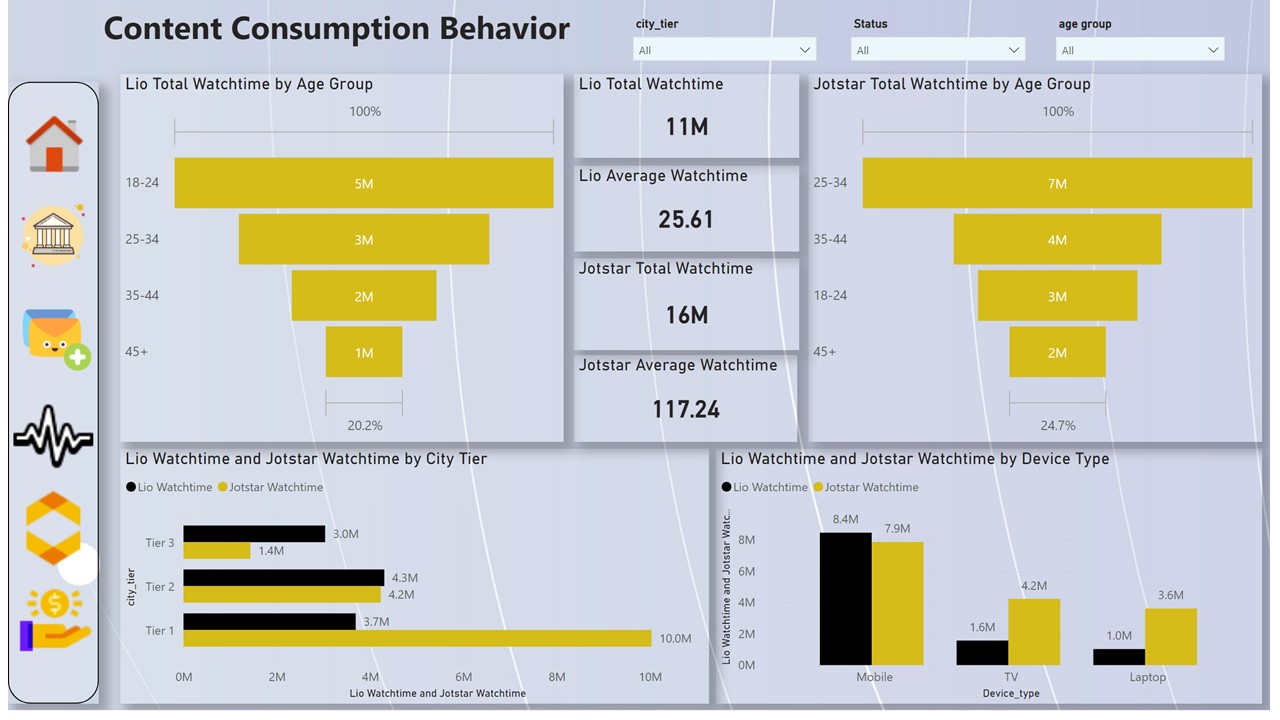 Content Consumption Behavior
city_tier
All
Status
All
age group
All
Lio Total Watchtime by Age Group
100%
18-24
5M
25-34
3M
35-44
2M
45+
1M
20.2%
Lio Total Watchtime
11M
Lio Average Watchtime
25.61
Jotstar Total Watchtime
16M
Jotstar Average Watchtime
117.24
Jotstar Total Watchtime by Age Group
100%
25-34
7M
35-44
4M
18-24
3M
45+
2M
24.7%
Lio Watchtime and Jotstar Watchtime by City Tier
Lio Watchtime Jotstar Watchtime
city_tier
Tier 3
3.0M
1.4M
Tier 2
4.3M
4.2M
Tier 1
3.7M
10.0M
0M 2M 4M 6M 8M 10M
Lio Watchtime and Jotstar Watchtime
Lio Watchtime and Jotstar Watchtime by Device Type
Lio Watchtime Jotstar Watchtime
Lio Watchtime and Jotstar Watc...
8M
6M
4M
2M
0M
8.4M
7.9M
1.6M
4.2M
1.0M
3.6M
Mobile TV Laptop
Device_type